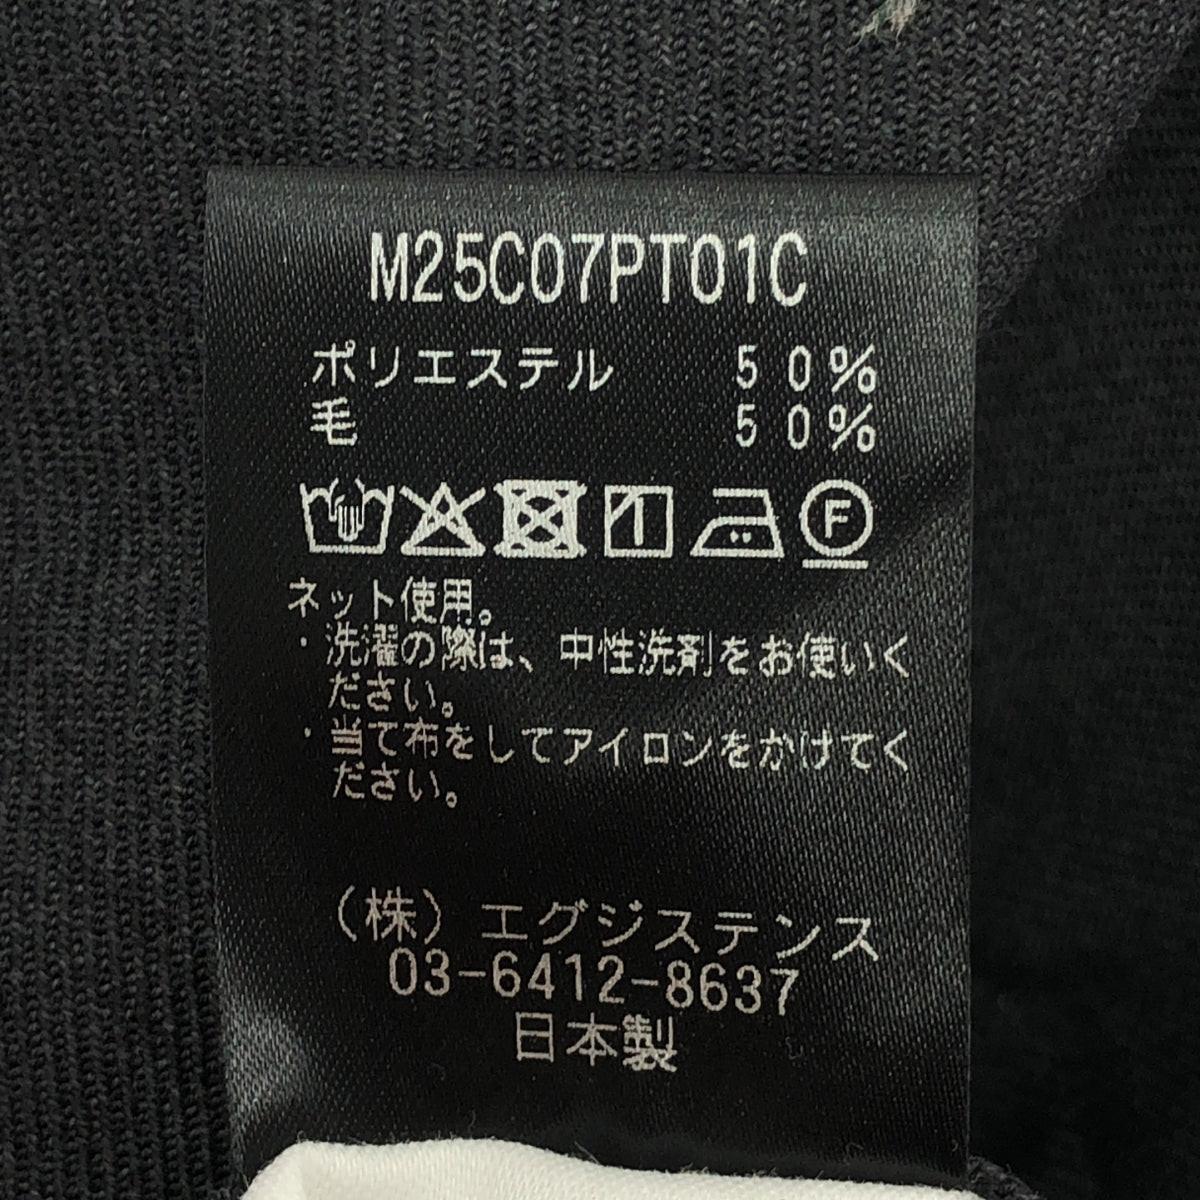 M25C07PT01C
ポリエステル 50%
毛 50%
F
ネット使用。
・洗濯の際は、中性洗剤をお使いく
ださい。
・当て布をしてアイロンをかけてく
ださい。
（株）エグジステンス
03-6412-8637
日本製